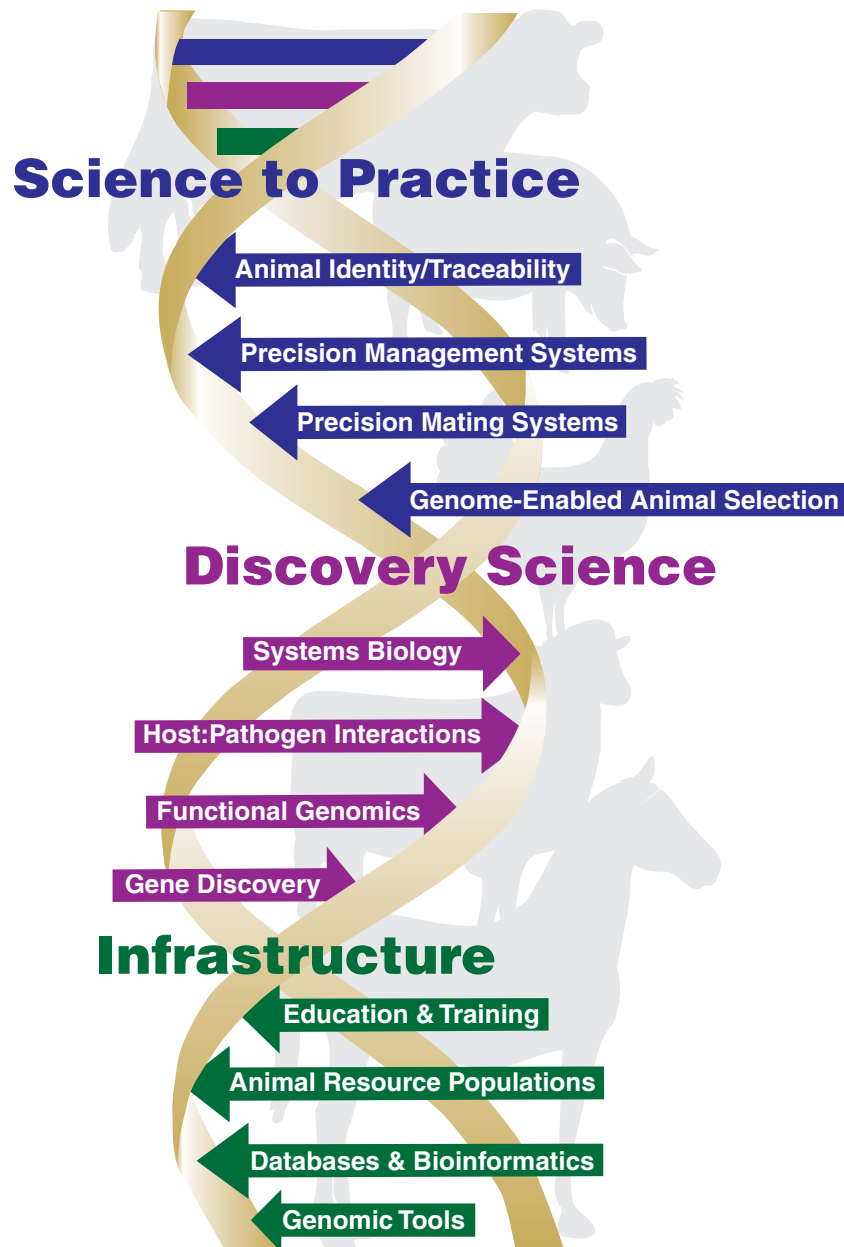 Science to Practice
Animal Identity/Traceability
Precision Management Systems
Precision Mating Systems
Genome-Enabled Animal Selection
Discovery Science
Systems Biology
Host:Pathogen Interactions
Functional Genomics
Gene Discovery
Infrastructure
Education & Training
Animal Resource Populations
Databases & Bioinformatics
Genomic Tools